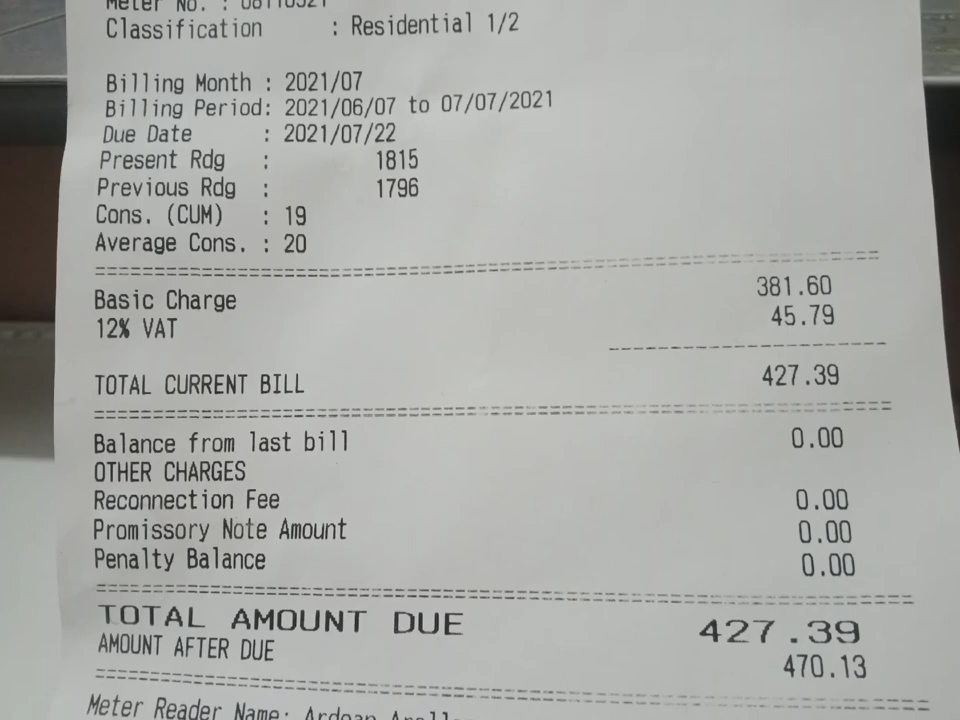 Meter No. : 08110521
Classification : Residential 1/2
Billing Month : 2021/07
Billing Period: 2021/06/07 to 07/07/2021
Due Date : 2021/07/22
Present Rdg : 1815
Previous Rdg : 1796
Cons. (CUM) : 19
Average Cons. : 20
Basic Charge 381.60
12% VAT 45.79
TOTAL CURRENT BILL 427.39
Balance from last bill 0.00
OTHER CHARGES
Reconnection Fee 0.00
Promissory Note Amount 0.00
Penalty Balance 0.00
TOTAL AMOUNT DUE 427.39
AMOUNT AFTER DUE 470.13
Meter Reader Name: